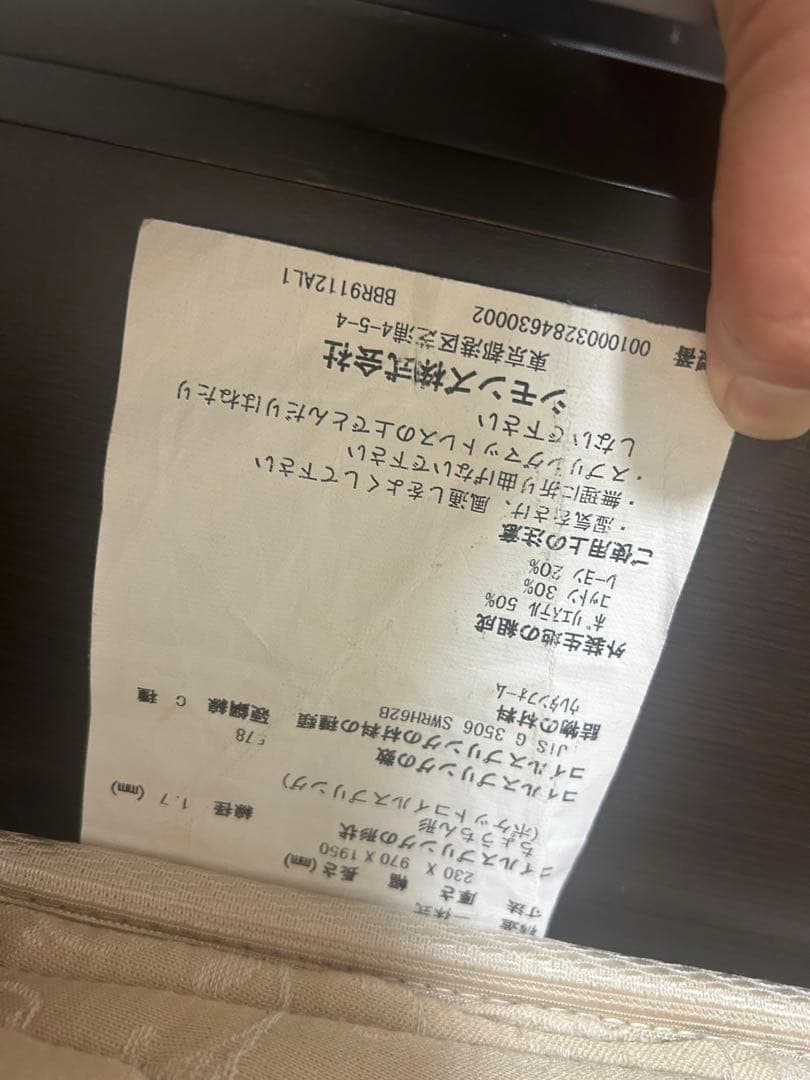 構造 一体式
寸法 厚さ 幅 長さ(mm)
230 X 970 X 1950
コイルスプリングの形状
ちょうちん形 線径 1.7 (mm)
(ポケットコイルスプリング)
コイルスプリングの数 78
コイルスプリングの材料の種類
JIS G 3506 SWRH62B 硬鋼線 C 種
詰物の材料
ウレタンフォーム
外装生地の組成
ポリエステル 50%
コットン 30%
レーヨン 20%
ご使用上の注意
・湿気をさけ、風通しをよくして下さい
・無理に折り曲げないで下さい
・スプリングマットレスの上でとんだりはねたり
しないで下さい
シモンズ株式会社
東京都港区芝浦4-5-4
番 0010003284630002 BBR9112AL1